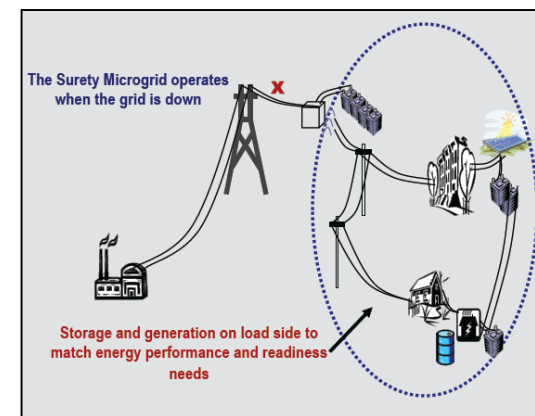 The Surety Microgrid operates
when the grid is down
X
Storage and generation on load side to
match energy performance and readiness
needs